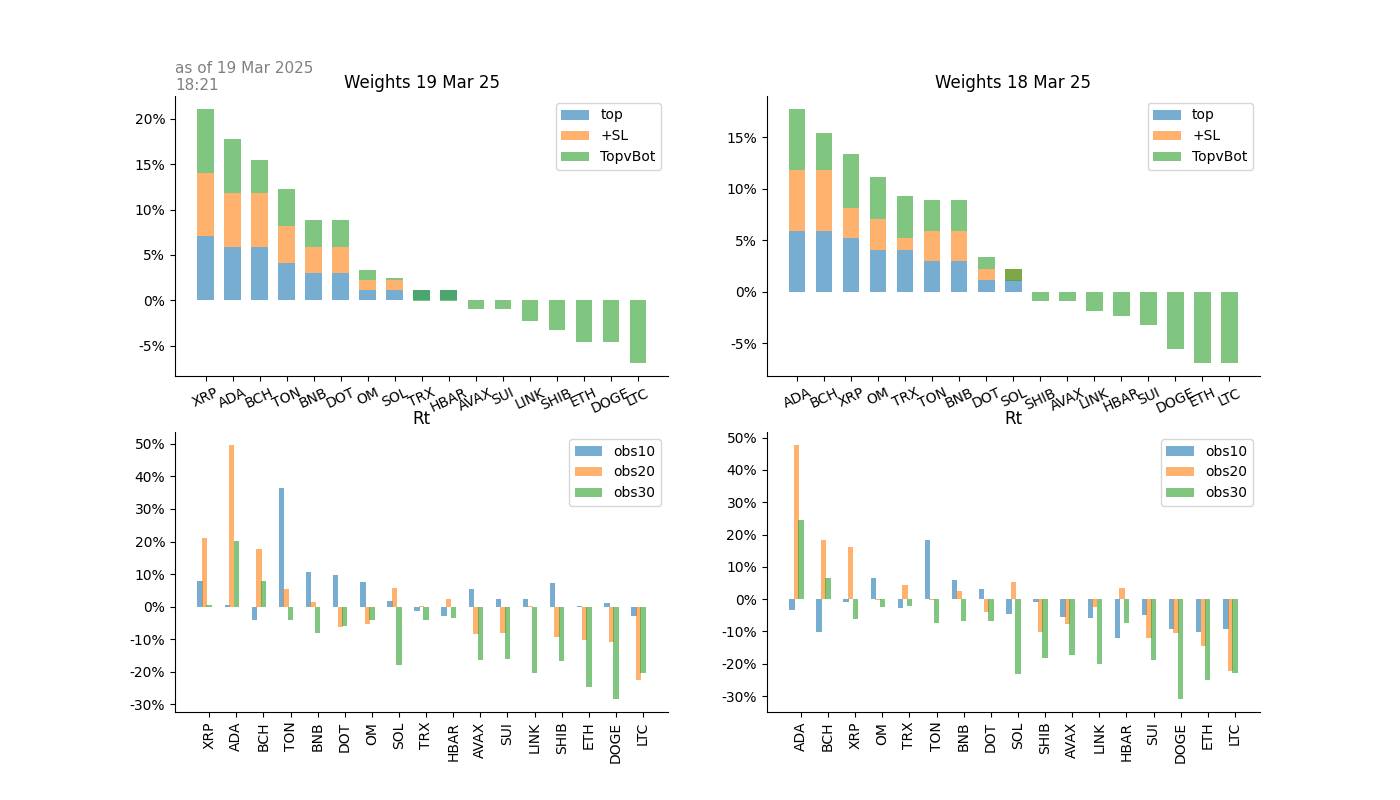 as of 19 Mar 2025
18:21
Weights 19 Mar 25
20%
15%
10%
5%
0%
-5%
top
+SL
TopvBot
XRP ADA BCH TON BNB DOT OM SOL TRX HBAR AVAX SUI LINK SHIB ETH DOGE LTC
Weights 18 Mar 25
15%
10%
5%
0%
-5%
top
+SL
TopvBot
ADA BCH XRP OM TRX TON BNB DOT SOL SHIB AVAX LINK HBAR SUI DOGE ETH LTC
Rt
50%
40%
30%
20%
10%
0%
-10%
-20%
-30%
obs10
obs20
obs30
XRP ADA BCH TON BNB DOT OM SOL TRX HBAR AVAX SUI LINK SHIB ETH DOGE LTC
Rt
50%
40%
30%
20%
10%
0%
-10%
-20%
-30%
obs10
obs20
obs30
ADA BCH XRP OM TRX TON BNB DOT SOL SHIB AVAX LINK HBAR SUI DOGE ETH LTC